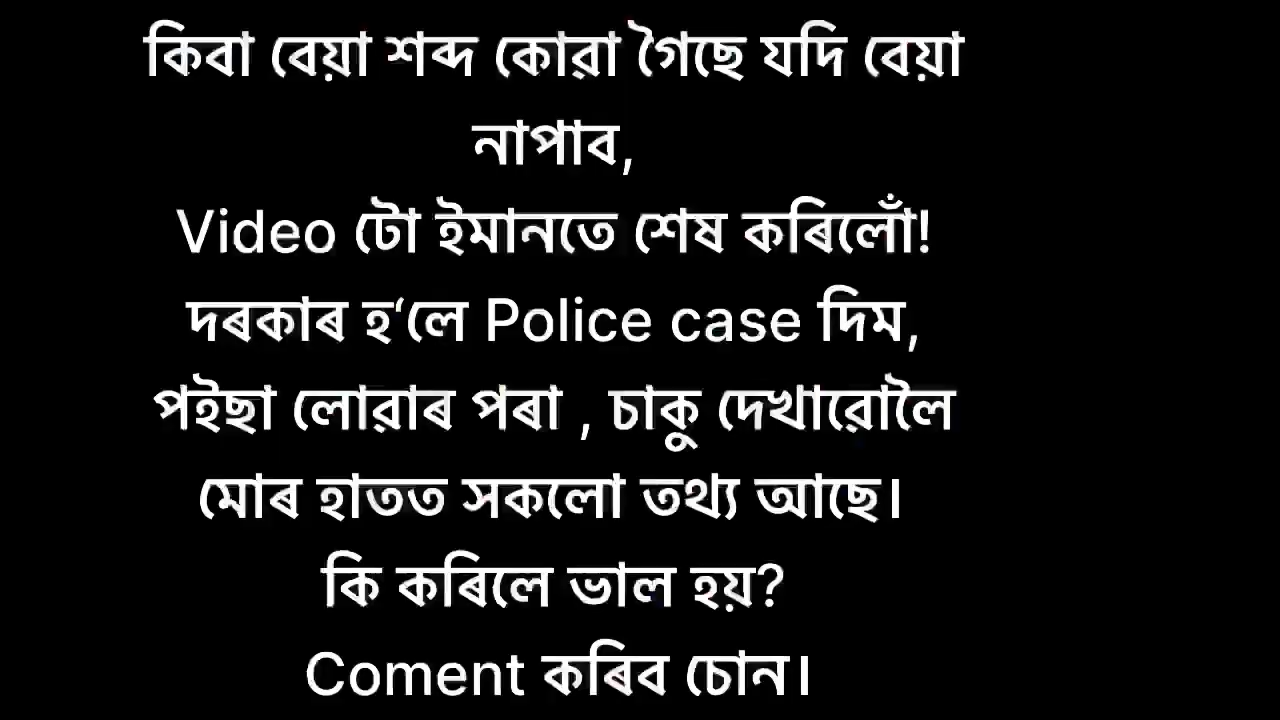 কিবা বেয়া শব্দ কোৱা গৈছে যদি বেয়া
নাপাব,
Video টো ইমানতে শেষ কৰিলোঁ!
দৰকাৰ হ‘লে Police case দিম,
পইছা লোৱাৰ পৰা , চাকু দেখাৱোলৈ
মোৰ হাতত সকলো তথ্য আছে।
কি কৰিলে ভাল হয়?
Coment কৰিব চোন।